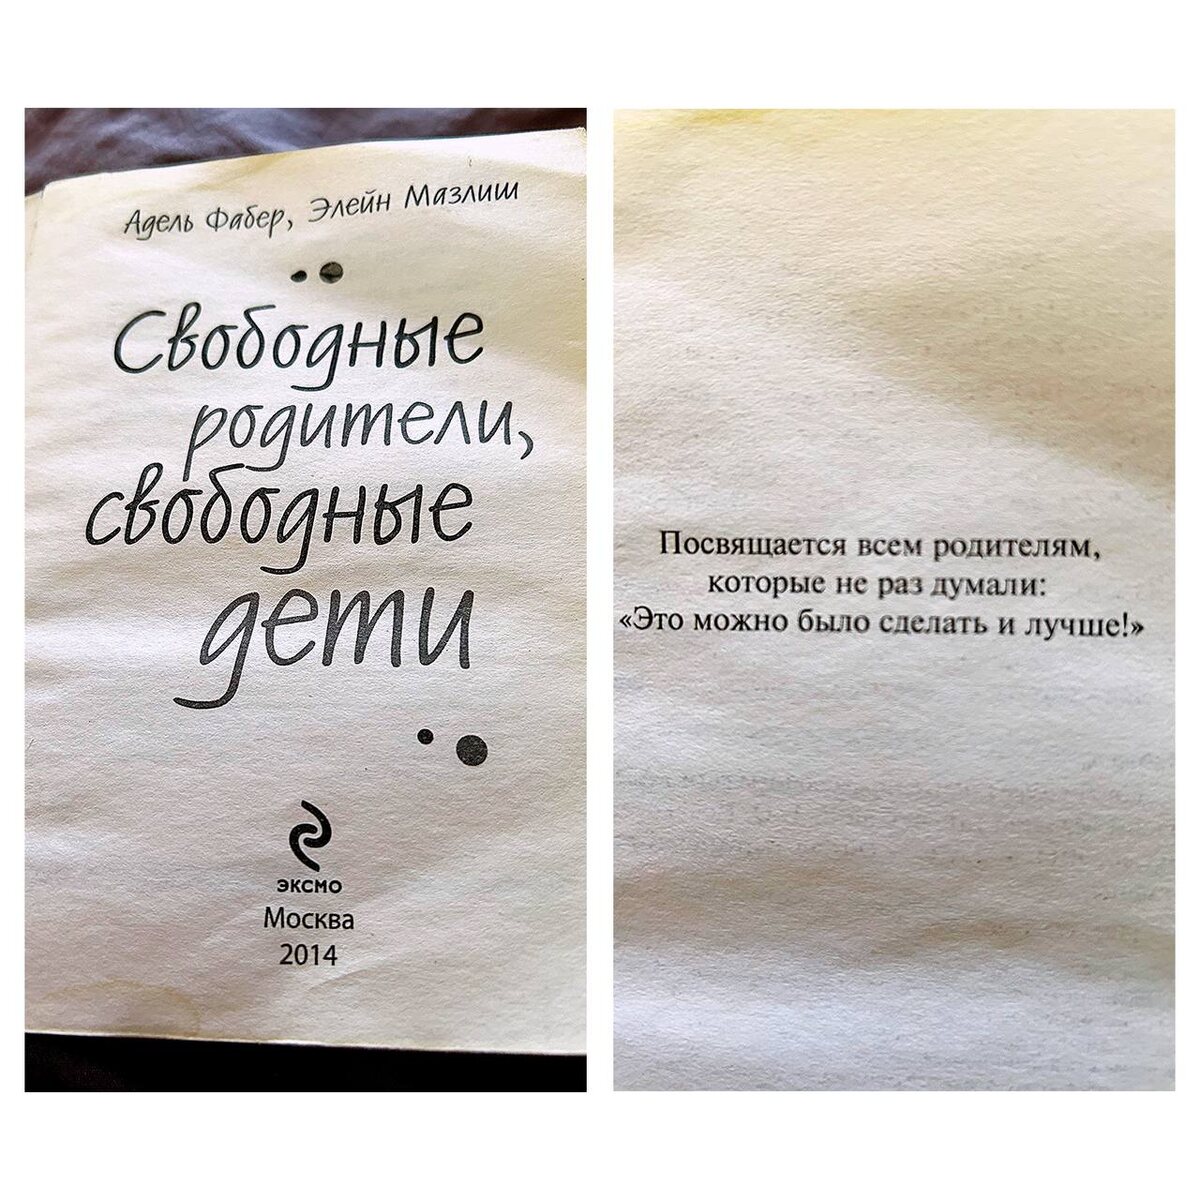 Адель Фабер, Элейн Мазлиш
Свободные
родители,
свободные
дети
эксмо
Москва
2014
Посвящается всем родителям,
которые не раз думали:
«Это можно было сделать и лучше!»